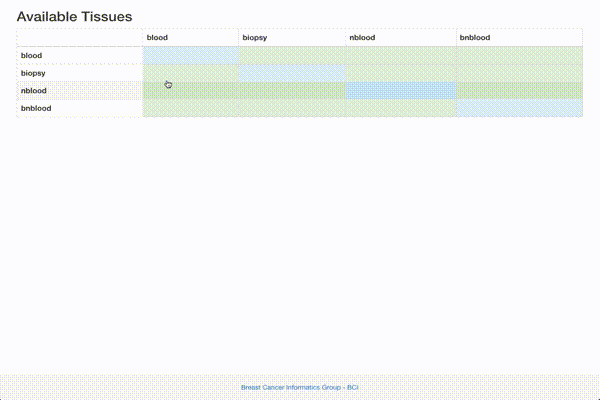 Available Tissues
blood biopsy nblood bnblood
blood
biopsy
nblood
bnblood
Breast Cancer Informatics Group - BCI